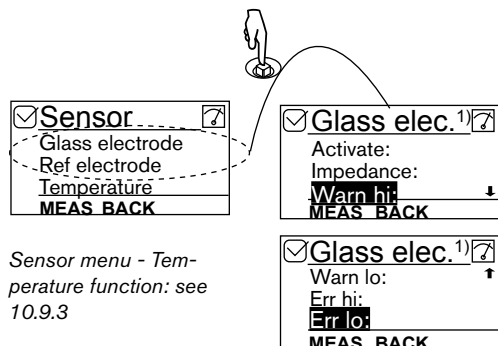 Sensor
Glass electrode
Ref electrode
Temperature
MEAS BACK
Sensor menu - Tem-
perature function: see
10.9.3
Glass elec.1)
Activate:
Impedance:
Warn hi:
MEAS BACK
Glass elec.1)
Warn lo:
Err hi:
Err lo:
MEAS BACK